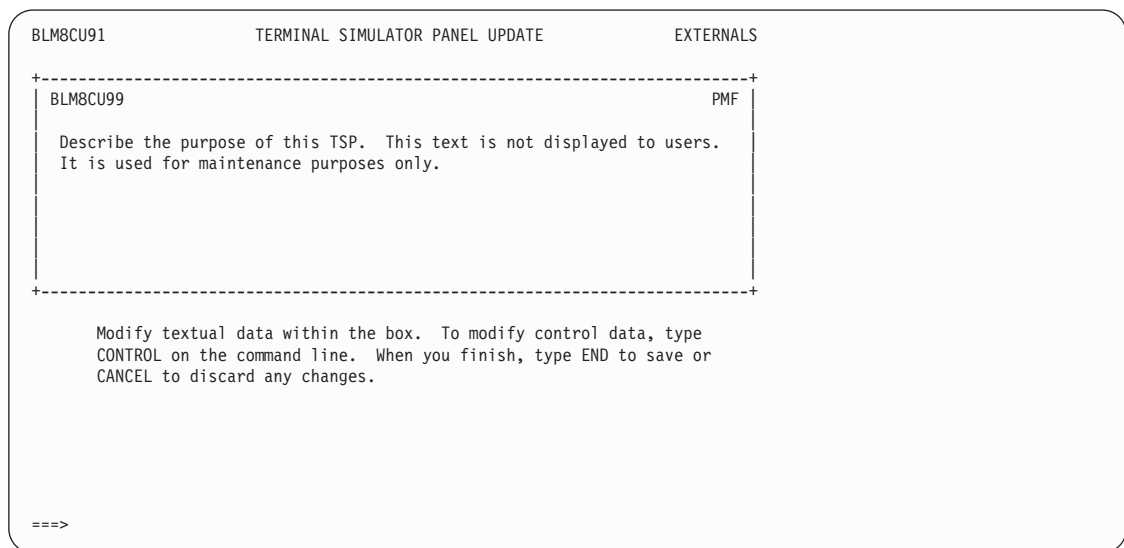 BLM8CU91 TERMINAL SIMULATOR PANEL UPDATE EXTERNALS
+----------------------------------------------------------------------------+
| BLM8CU99 PMF |
| Describe the purpose of this TSP. This text is not displayed to users. |
| It is used for maintenance purposes only. |
+----------------------------------------------------------------------------+
Modify textual data within the box. To modify control data, type
CONTROL on the command line. When you finish, type END to save or
CANCEL to discard any changes.
===>